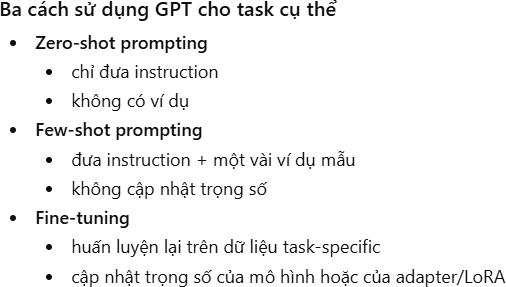 Ba cách sử dụng GPT cho task cụ thể
• Zero-shot prompting
• chỉ đưa instruction
• không có ví dụ
• Few-shot prompting
• đưa instruction + một vài ví dụ mẫu
• không cập nhật trọng số
• Fine-tuning
• huấn luyện lại trên dữ liệu task-specific
• cập nhật trọng số của mô hình hoặc của adapter/LoRA